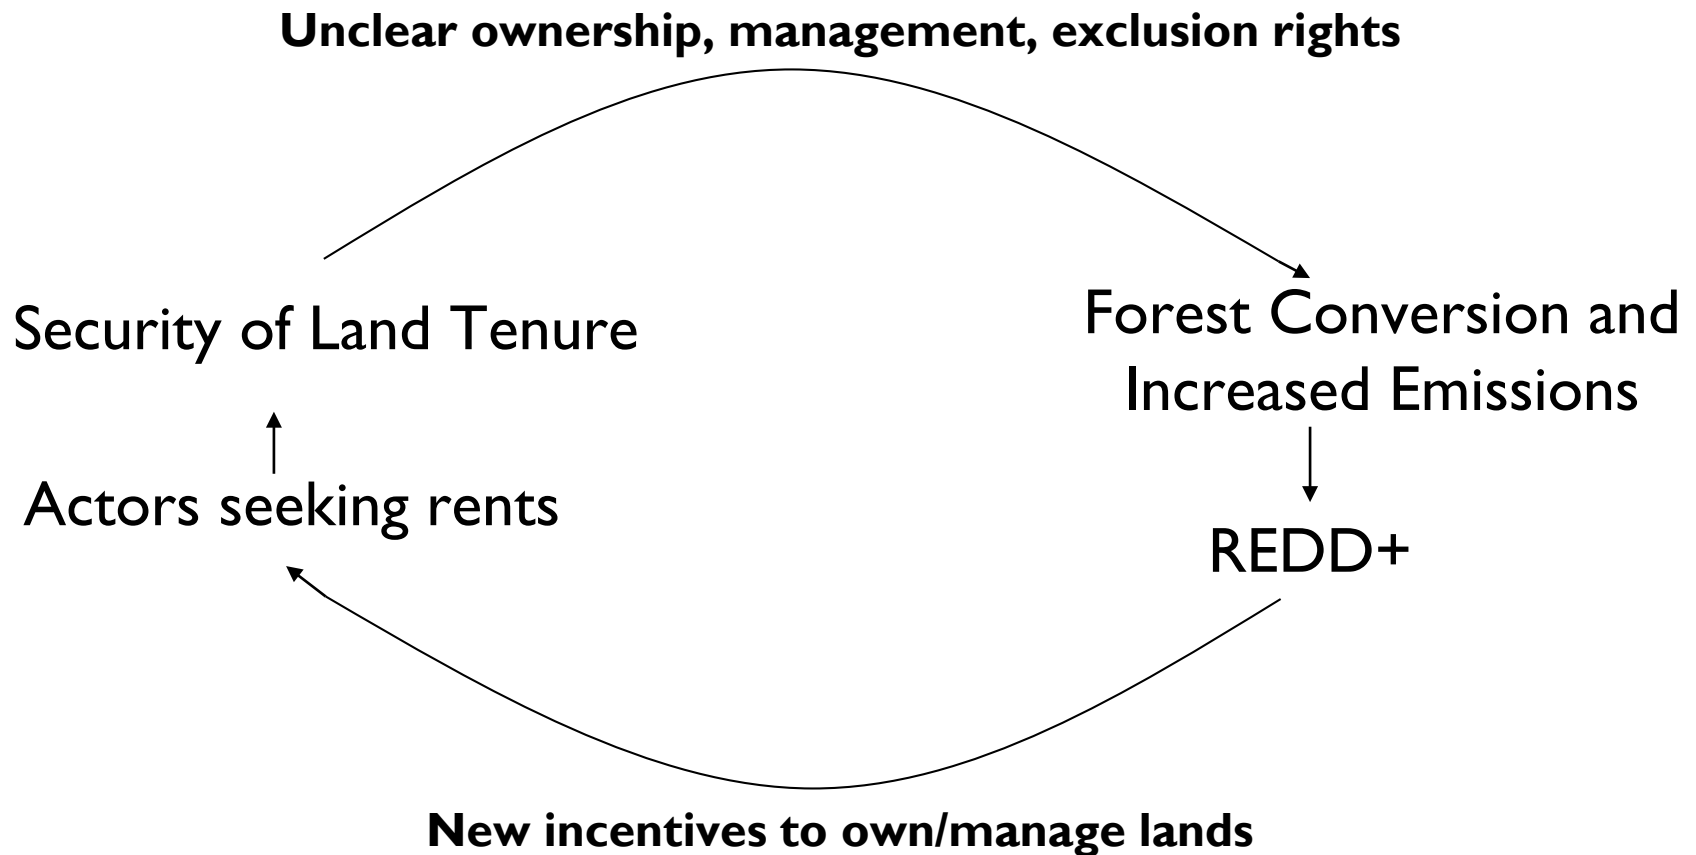 Unclear ownership, management, exclusion rights
Security of Land Tenure
Forest Conversion and
Increased Emissions
Actors seeking rents
REDD+
New incentives to own/manage lands